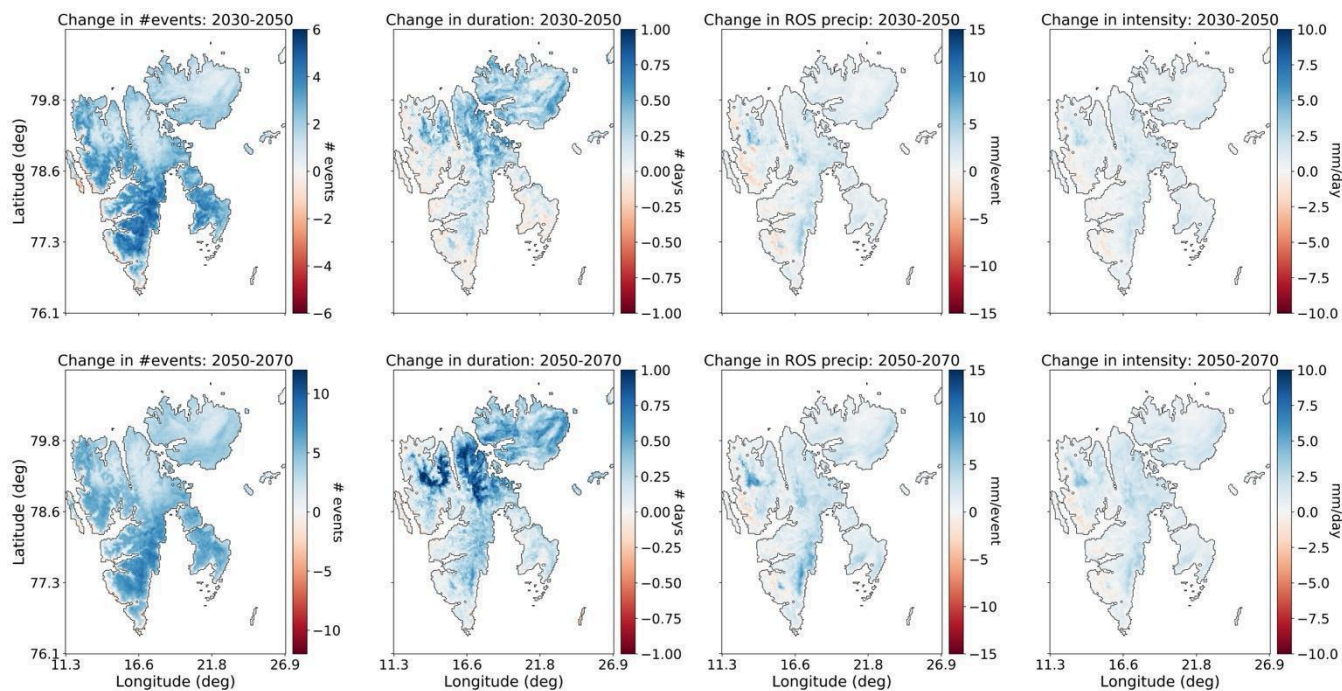 Change in #events: 2030-2050
6
4
2
0
−2
−4
−6
# events
Change in duration: 2030-2050
1.00
0.75
0.50
0.25
0.00
−0.25
−0.50
−0.75
−1.00
# days
Change in ROS precip: 2030-2050
15
10
5
0
−5
−10
−15
mm/event
Change in intensity: 2030-2050
10.0
7.5
5.0
2.5
0.0
−2.5
−5.0
−7.5
−10.0
mm/day
Latitude (deg)
79.8
78.6
77.3
76.1
11.3
16.6
21.8
26.9
Change in #events: 2050-2070
10
5
0
−5
−10
# events
Change in duration: 2050-2070
1.00
0.75
0.50
0.25
0.00
−0.25
−0.50
−0.75
−1.00
# days
Change in ROS precip: 2050-2070
15
10
5
0
−5
−10
−15
mm/event
Change in intensity: 2050-2070
10.0
7.5
5.0
2.5
0.0
−2.5
−5.0
−7.5
−10.0
mm/day
Latitude (deg)
79.8
78.6
77.3
76.1
11.3 16.6 21.8 26.9
Longitude (deg)
11.3 16.6 21.8 26.9
Longitude (deg)
11.3 16.6 21.8 26.9
Longitude (deg)
11.3 16.6 21.8 26.9
Longitude (deg)